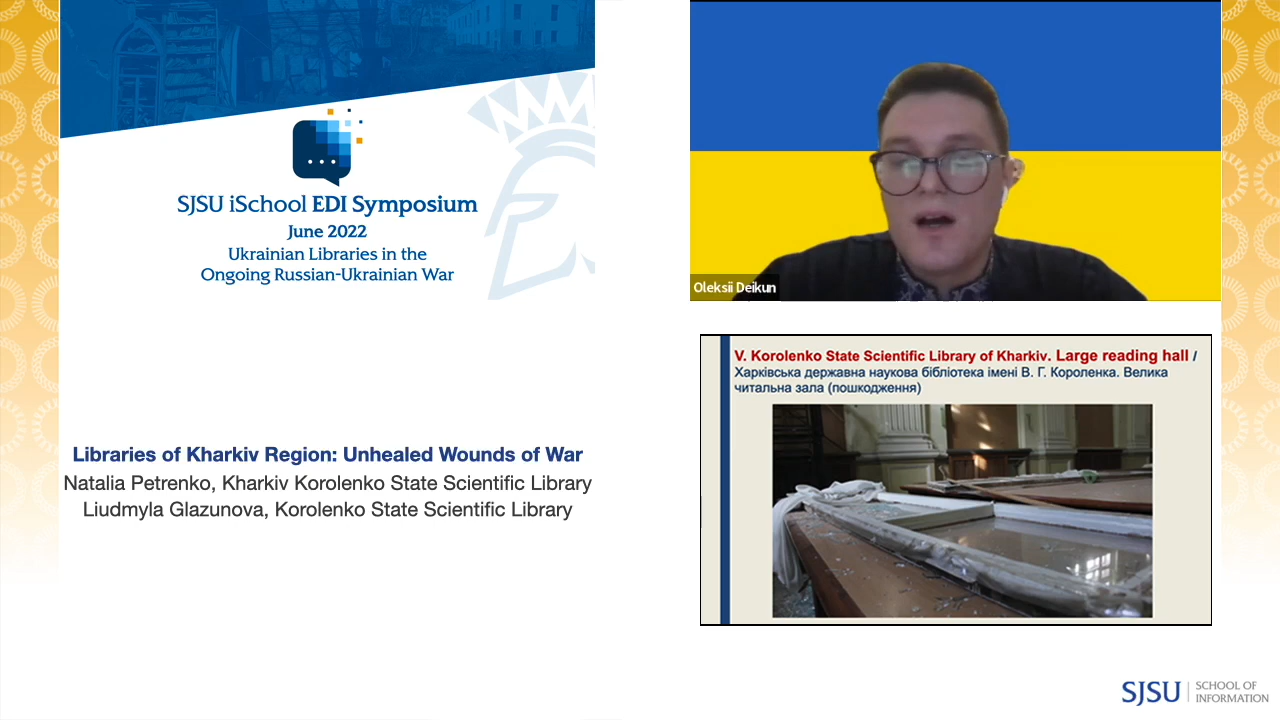 SJSU iSchool EDI Symposium
June 2022
Ukrainian Libraries in the
Ongoing Russian-Ukrainian War
Libraries of Kharkiv Region: Unhealed Wounds of War
Natalia Petrenko, Kharkiv Korolenko State Scientific Library
Liudmyla Glazunova, Korolenko State Scientific Library
Oleksii Deikun
V. Korolenko State Scientific Library of Kharkiv. Large reading hall /
Харківська державна наукова бібліотека імені В. Г. Короленка. Велика
читальна зала (пошкодження)
SJSU SCHOOL OF
INFORMATION